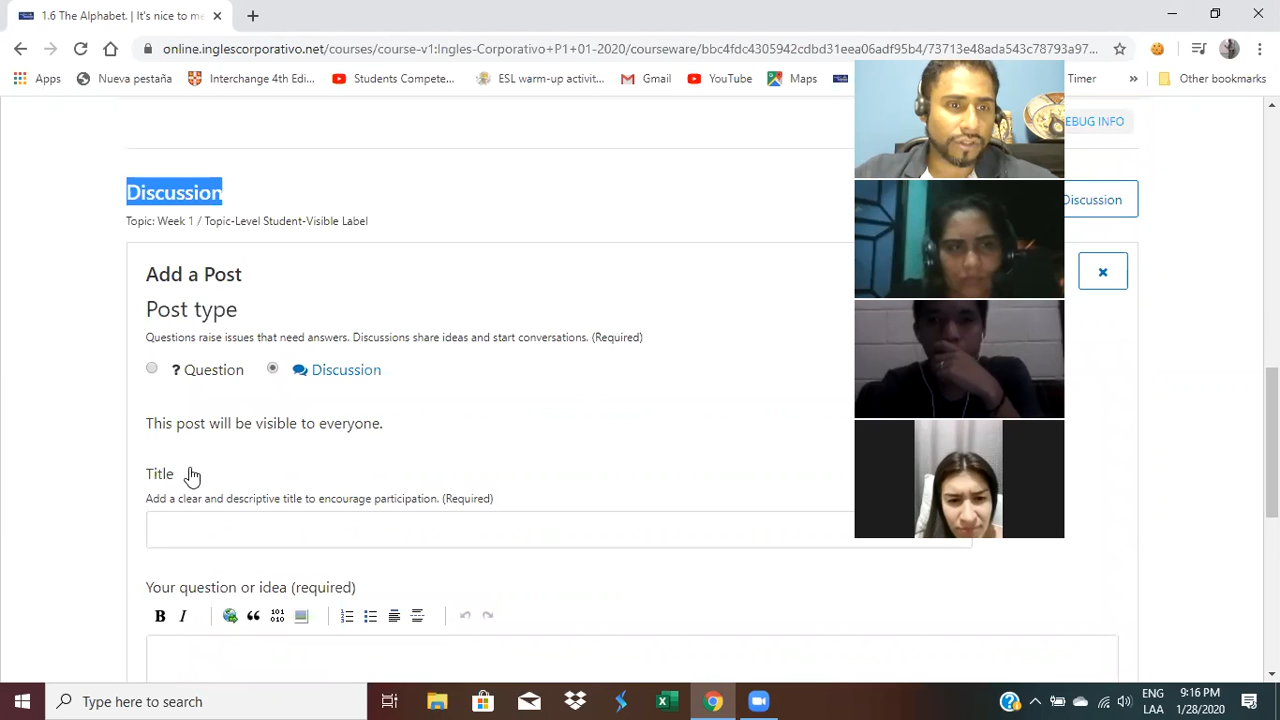 1.6 The Alphabet. | It's nice to me
online.inglescorporativo.net/courses/course-v1:Ingles-Corporativo+P1+01-2020/courseware/bbc4fdc4305942cdbd31eea06adf95b4/73713e48ada543c78793a97...
Apps Nueva pestaña Interchange 4th Edi... Students Compete... ESL warm-up activit... Gmail YouTube Maps Timer » Other bookmarks
EBUG INFO
Discussion
Discussion
Topic: Week 1 / Topic-Level Student-Visible Label
Add a Post
Post type
Questions raise issues that need answers. Discussions share ideas and start conversations. (Required)
? Question Discussion
This post will be visible to everyone.
Title
Add a clear and descriptive title to encourage participation. (Required)
Your question or idea (required)
B I 101 010
Type here to search
ENG 9:16 PM
LAA 1/28/2020